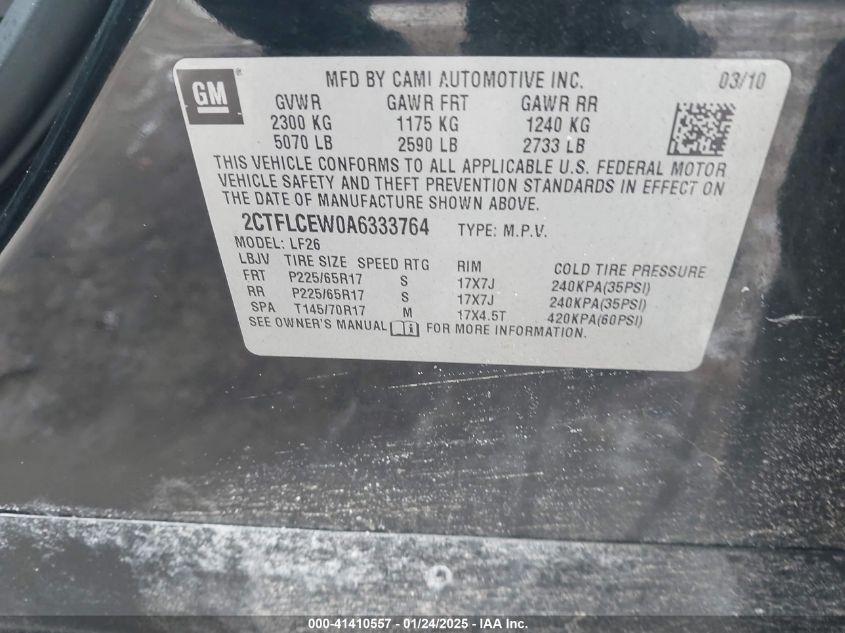 GM
MFD BY CAMI AUTOMOTIVE INC. 03/10
GVWR GAWR FRT GAWR RR
2300 KG 1175 KG 1240 KG
5070 LB 2590 LB 2733 LB
THIS VEHICLE CONFORMS TO ALL APPLICABLE U.S. FEDERAL MOTOR
VEHICLE SAFETY AND THEFT PREVENTION STANDARDS IN EFFECT ON
THE DATE OF MANUFACTURE SHOWN ABOVE.
2CTFLCEW0A6333764 TYPE: M.P.V.
MODEL: LF26
LBJV TIRE SIZE SPEED RTG RIM COLD TIRE PRESSURE
FRT P225/65R17 S 17X7J 240KPA(35PSI)
RR P225/65R17 S 17X7J 240KPA(35PSI)
SPA T145/70R17 M 17X4.5T 420KPA(60PSI)
SEE OWNER'S MANUAL FOR MORE INFORMATION.
000-41410557 - 01/24/2025 - IAA Inc.